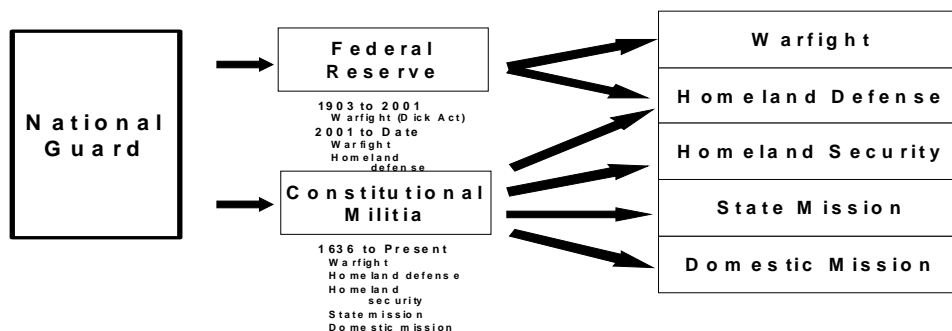 National
Guard
Federal
Reserve
1903 to 2001
Warfight (Dick Act)
2001 to Date
Warfight
Homeland
defense
Constitutional
Militia
1636 to Present
Warfight
Homeland defense
Homeland
security
State mission
Domestic mission
Warfight
Homeland Defense
Homeland Security
State Mission
Domestic Mission